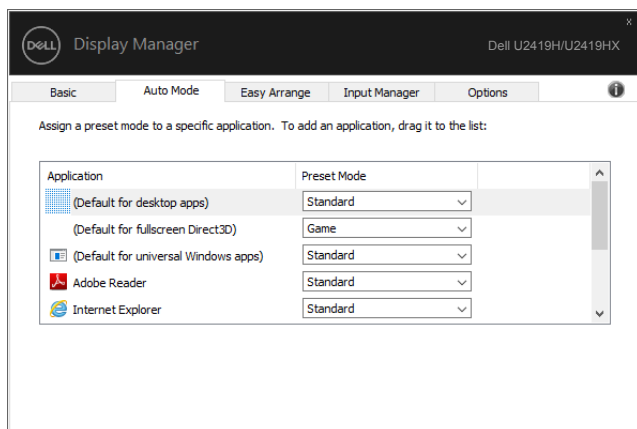 x
DELL Display Manager Dell U2419H/U2419HX
Basic Auto Mode Easy Arrange Input Manager Options
Assign a preset mode to a specific application. To add an application, drag it to the list:
Application Preset Mode
(Default for desktop apps) Standard
(Default for fullscreen Direct3D) Game
(Default for universal Windows apps) Standard
Adobe Reader Standard
Internet Explorer Standard